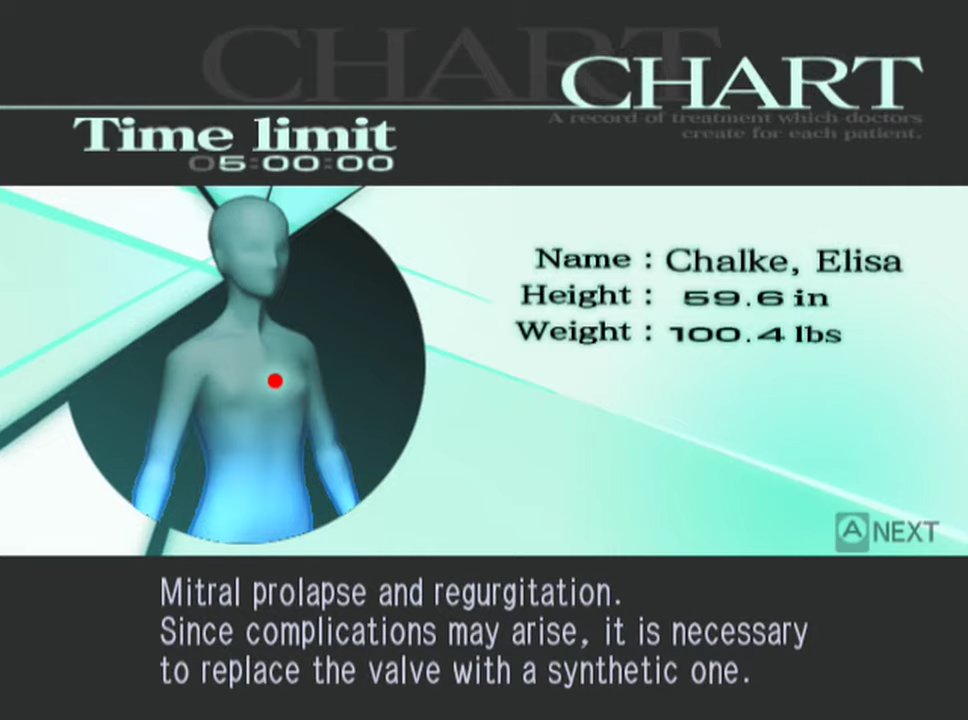 CHART
CHART
A record of treatment which doctors
create for each patient.
Time limit
05:00:00
Name : Chalke, Elisa
Height : 59.6 in
Weight : 100.4 lbs
A NEXT
Mitral prolapse and regurgitation.
Since complications may arise, it is necessary
to replace the valve with a synthetic one.